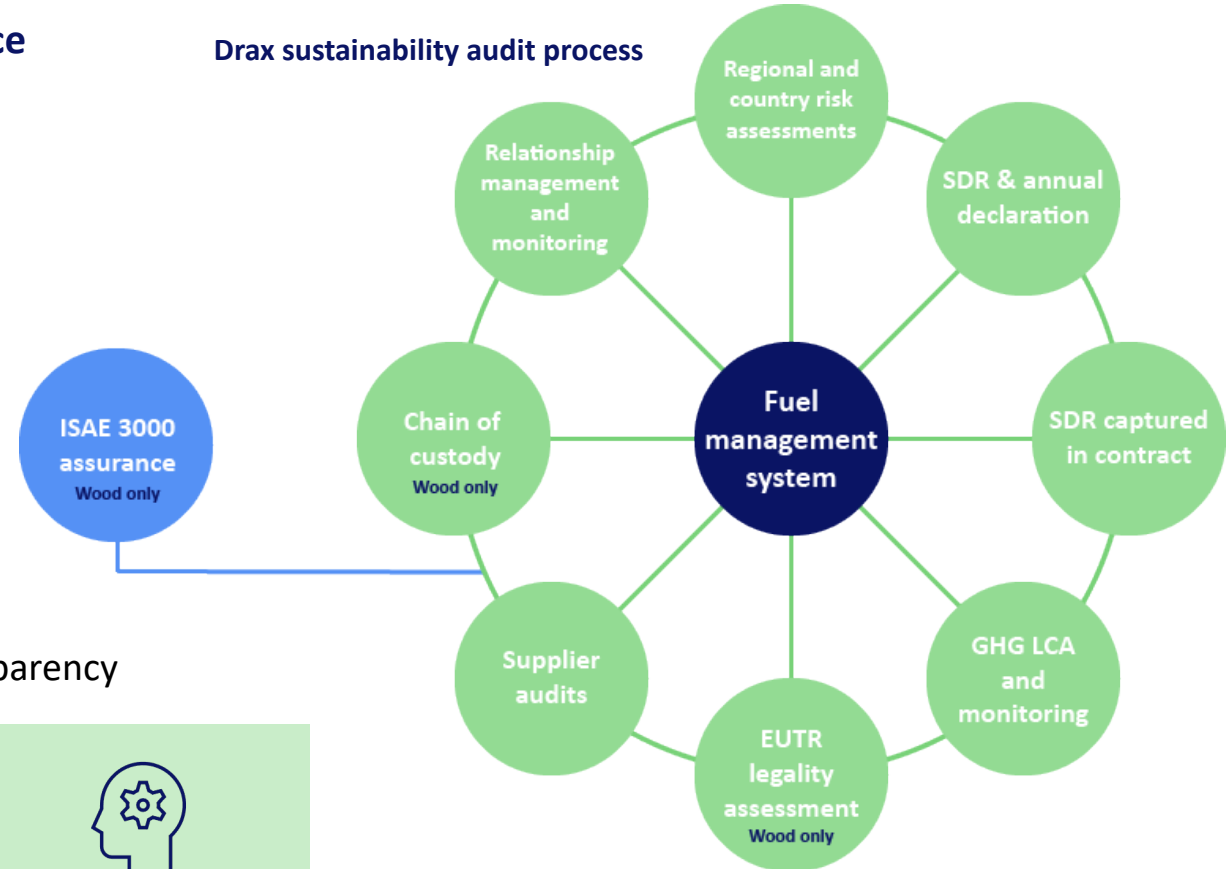 Drax sustainability audit process
Regional and
country risk
assessments
Relationship
management
and
monitoring
SDR & annual
declaration
ISAE 3000
assurance
Wood only
Chain of
custody
Wood only
Fuel
management
system
SDR captured
in contract
Supplier
audits
GHG LCA
and
monitoring
EUTR
legality
assessment
Wood only